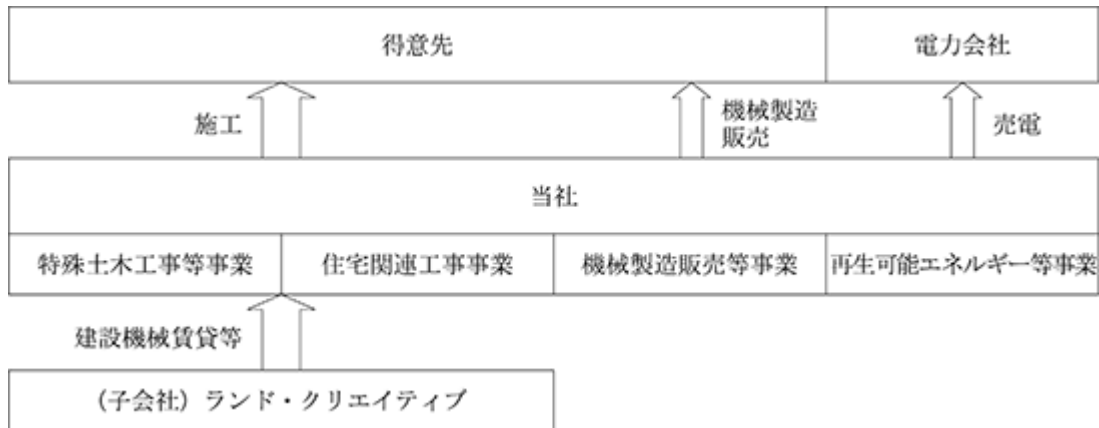 得意先
電力会社
施工
機械製造
販売
売電
当社
特殊土木工事等事業
住宅関連工事事業
機械製造販売等事業
再生可能エネルギー等事業
建設機械賃貸等
(子会社) ランド・クリエイティブ